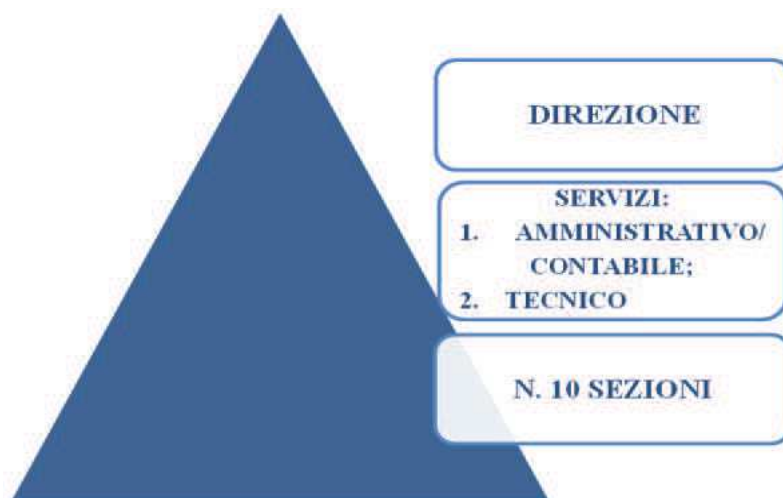 DIREZIONE
SERVIZI:
1. AMMINISTRATIVO/
CONTABILE;
2. TECNICO
N. 10 SEZIONI